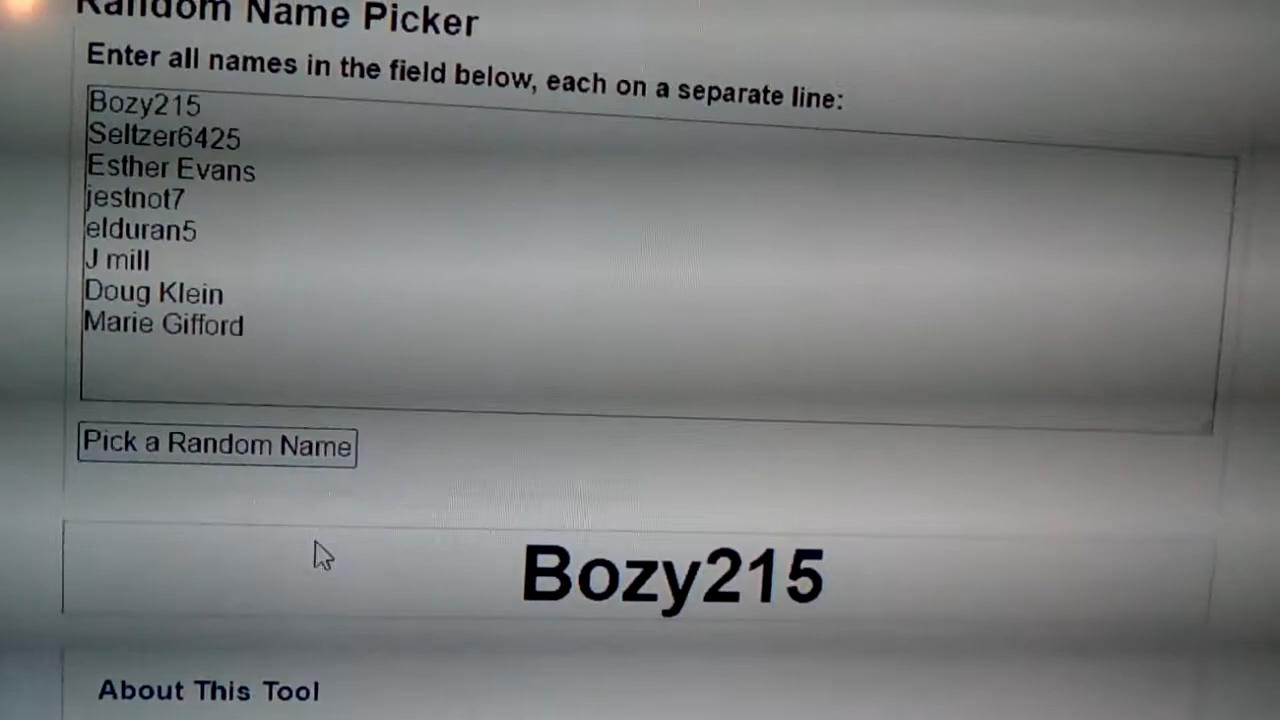 Random Name Picker
Enter all names in the field below, each on a separate line:
Bozy215
Seltzer6425
Esther Evans
jestnot7
elduran5
J mill
Doug Klein
Marie Gifford
Pick a Random Name
Bozy215
About This Tool